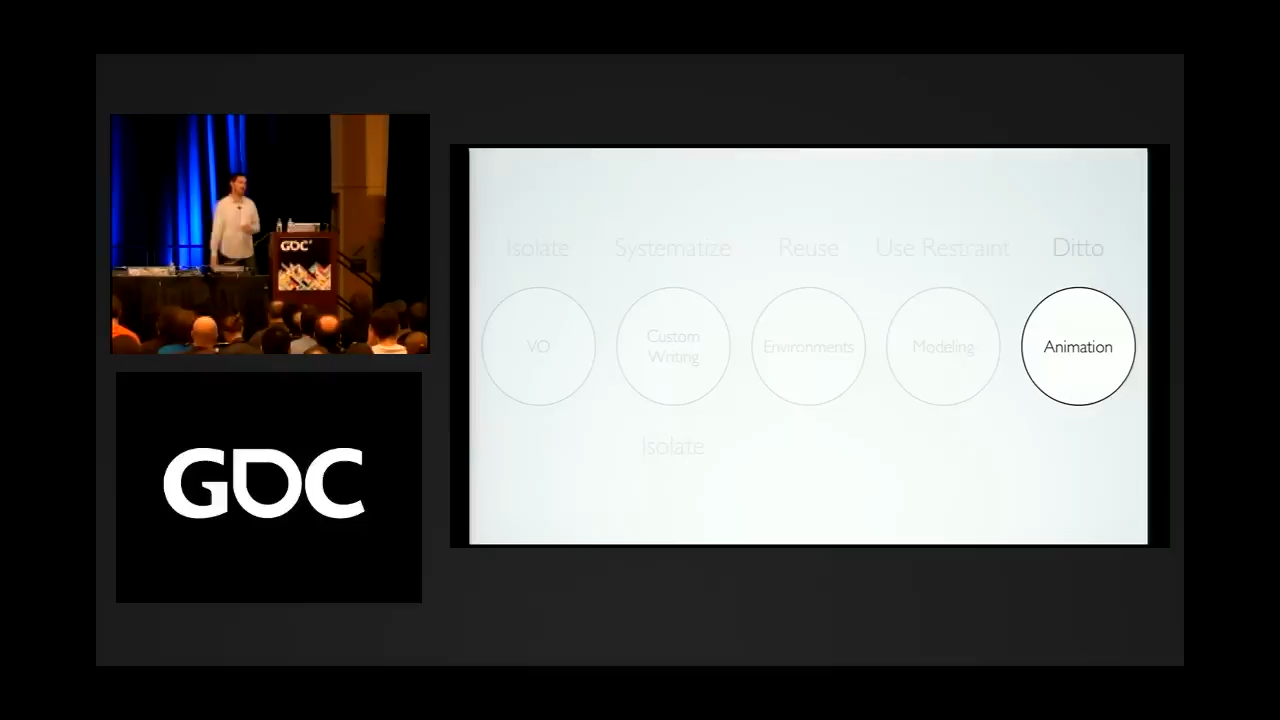 GDC
GDC
Isolate Systematize Reuse Use Restraint Ditto
VO Custom Writing Environments Modeling Animation
Isolate